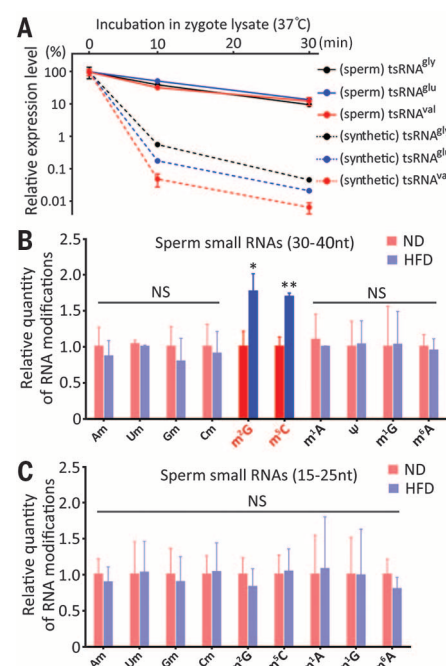 A
Incubation in zygote lysate (37℃)
0 10 20 30 (min)
(%)
Relative expression level
100
10
1
0.1
0.01
(sperm) tsRNAgly
(sperm) tsRNAglu
(sperm) tsRNAval
(synthetic) tsRNAgly
(synthetic) tsRNAglu
(synthetic) tsRNAval
0 10 30
B
Sperm small RNAs (30-40nt)
ND
HFD
Relative quantity
of RNA modifications
2.5
2.0
1.5
1.0
0.5
0
NS
*
**
NS
Am Um Gm Cm m²G m⁵C m¹A Ψ m¹G m⁶A
C
Sperm small RNAs (15-25nt)
ND
HFD
Relative quantity
of RNA modifications
2.5
2.0
1.5
1.0
0.5
0
NS
Am Um Gm Cm m²G m⁵C m¹A m¹G m⁶A